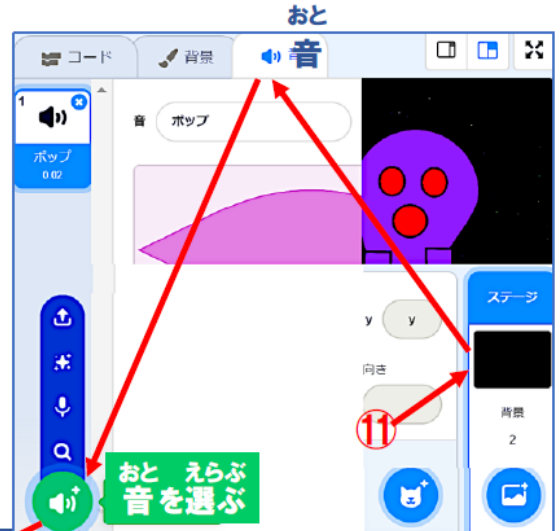 おと
コード 背景 音
1
音 ポップ
ポップ
0.02
ステージ
y y
向き
⑪
背景
2
おと えらぶ
音を選ぶ